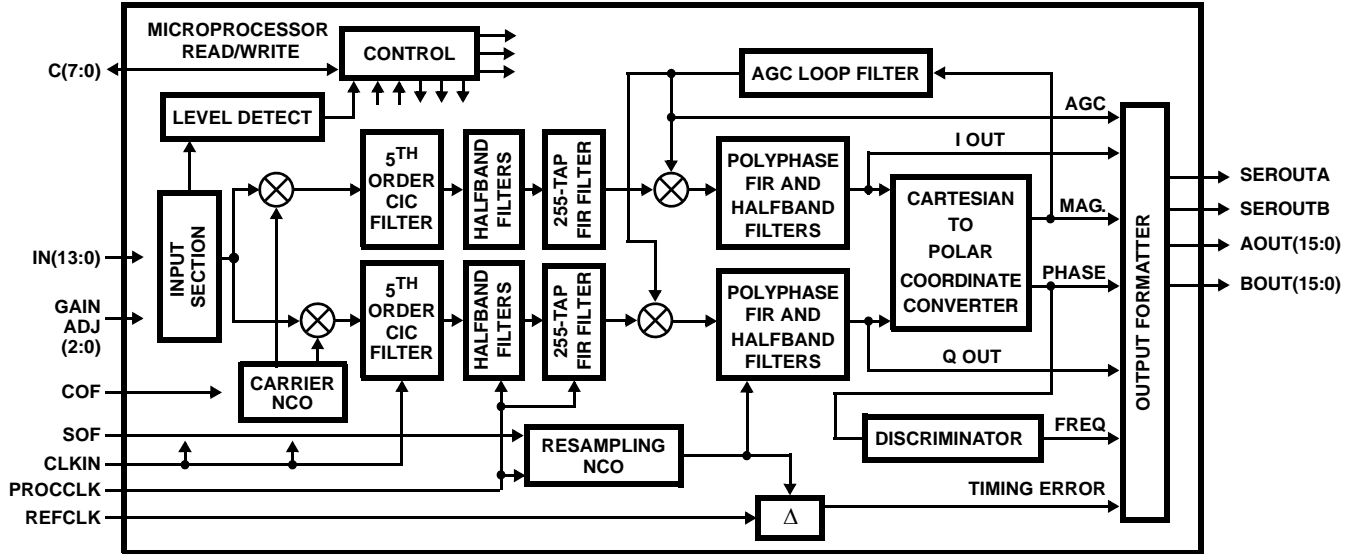 MICROPROCESSOR
READ/WRITE
C(7:0)
CONTROL
AGC LOOP FILTER
LEVEL DETECT
AGC
I OUT
5TH
ORDER
CIC
FILTER
HALFBAND
FILTERS
255-TAP
FIR FILTER
POLYPHASE
FIR AND
HALFBAND
FILTERS
CARTESIAN
TO
POLAR
COORDINATE
CONVERTER
MAG.
PHASE
SEROUTA
SEROUTB
AOUT(15:0)
BOUT(15:0)
OUTPUT FORMATTER
IN(13:0)
INPUT
SECTION
GAIN
ADJ
(2:0)
5TH
ORDER
CIC
FILTER
HALFBAND
FILTERS
255-TAP
FIR FILTER
POLYPHASE
FIR AND
HALFBAND
FILTERS
Q OUT
COF
CARRIER
NCO
SOF
CLKIN
PROCCLK
REFCLK
RESAMPLING
NCO
DISCRIMINATOR
FREQ
TIMING ERROR
Δ